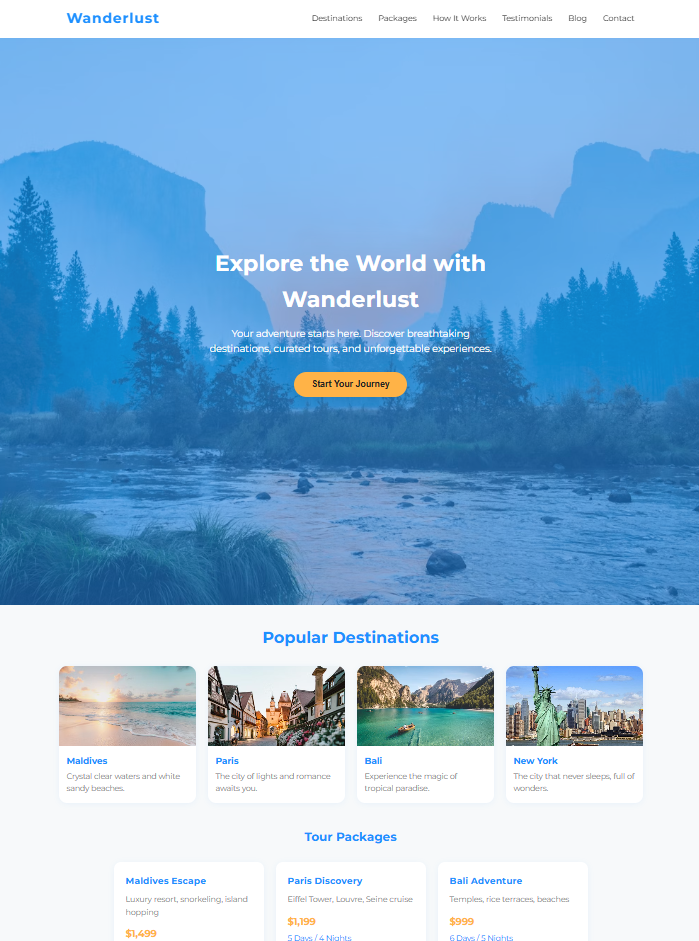 Wanderlust
Destinations Packages How It Works Testimonials Blog Contact
Explore the World with
Wanderlust
Your adventure starts here. Discover breathtaking
destinations, curated tours, and unforgettable experiences.
Start Your Journey
Popular Destinations
Maldives
Crystal clear waters and white
sandy beaches.
Paris
The city of lights and romance
awaits you.
Bali
Experience the magic of
tropical paradise.
New York
The city that never sleeps, full of
wonders.
Tour Packages
Maldives Escape
Luxury resort, snorkeling, island
hopping
$1,499
Paris Discovery
Eiffel Tower, Louvre, Seine cruise
$1,199
5 Days / 4 Nights
Bali Adventure
Temples, rice terraces, beaches
$999
6 Days / 5 Nights